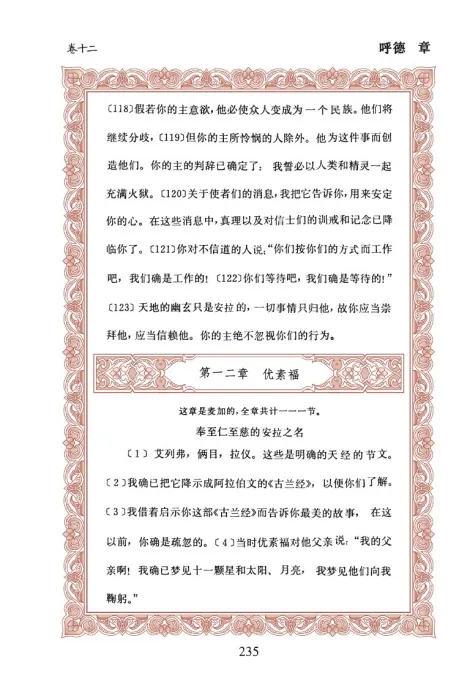 卷十二
呼德 章
〔118〕假若你的主意欲，他必使众人变成为一个民族。他们将
继续分歧，〔119〕但你的主所怜悯的人除外。他为这件事而创
造他们。你的主的判辞已确定了：我誓必以人类和精灵一起
充满火狱。〔120〕关于使者们的消息，我把它告诉你，用来安定
你的心。在这些消息中，真理以及对信士们的训戒和记念已降
临你了。〔121〕你对不信道的人说：“你们按你们的方式而工作
吧，我们确是工作的！〔122〕你们等待吧，我们确是等待的！”
〔123〕天地的幽玄只是安拉的，一切事情只归他，故你应当崇
拜他，应当信赖他。你的主绝不忽视你们的行为。
第一二章 优素福
这章是麦加的，全章共计一一一节。
奉至仁至慈的安拉之名
〔1〕艾列弗，俩目，拉仪。这些是明确的天经的节文。
〔2〕我确已把它降示成阿拉伯文的《古兰经》，以便你们了解。
〔3〕我借着启示你这部《古兰经》而告诉你最美的故事，在这
以前，你确是疏忽的。〔4〕当时优素福对他父亲说：“我的父
亲啊！我确已梦见十一颗星和太阳、月亮，我梦见他们向我
鞠躬。”
235